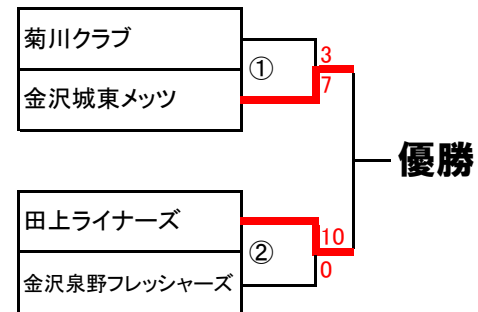 菊川クラブ
①
3
金沢城東メッツ
7
優勝
田上ライナーズ
②
10
金沢泉野フレッシャーズ
0